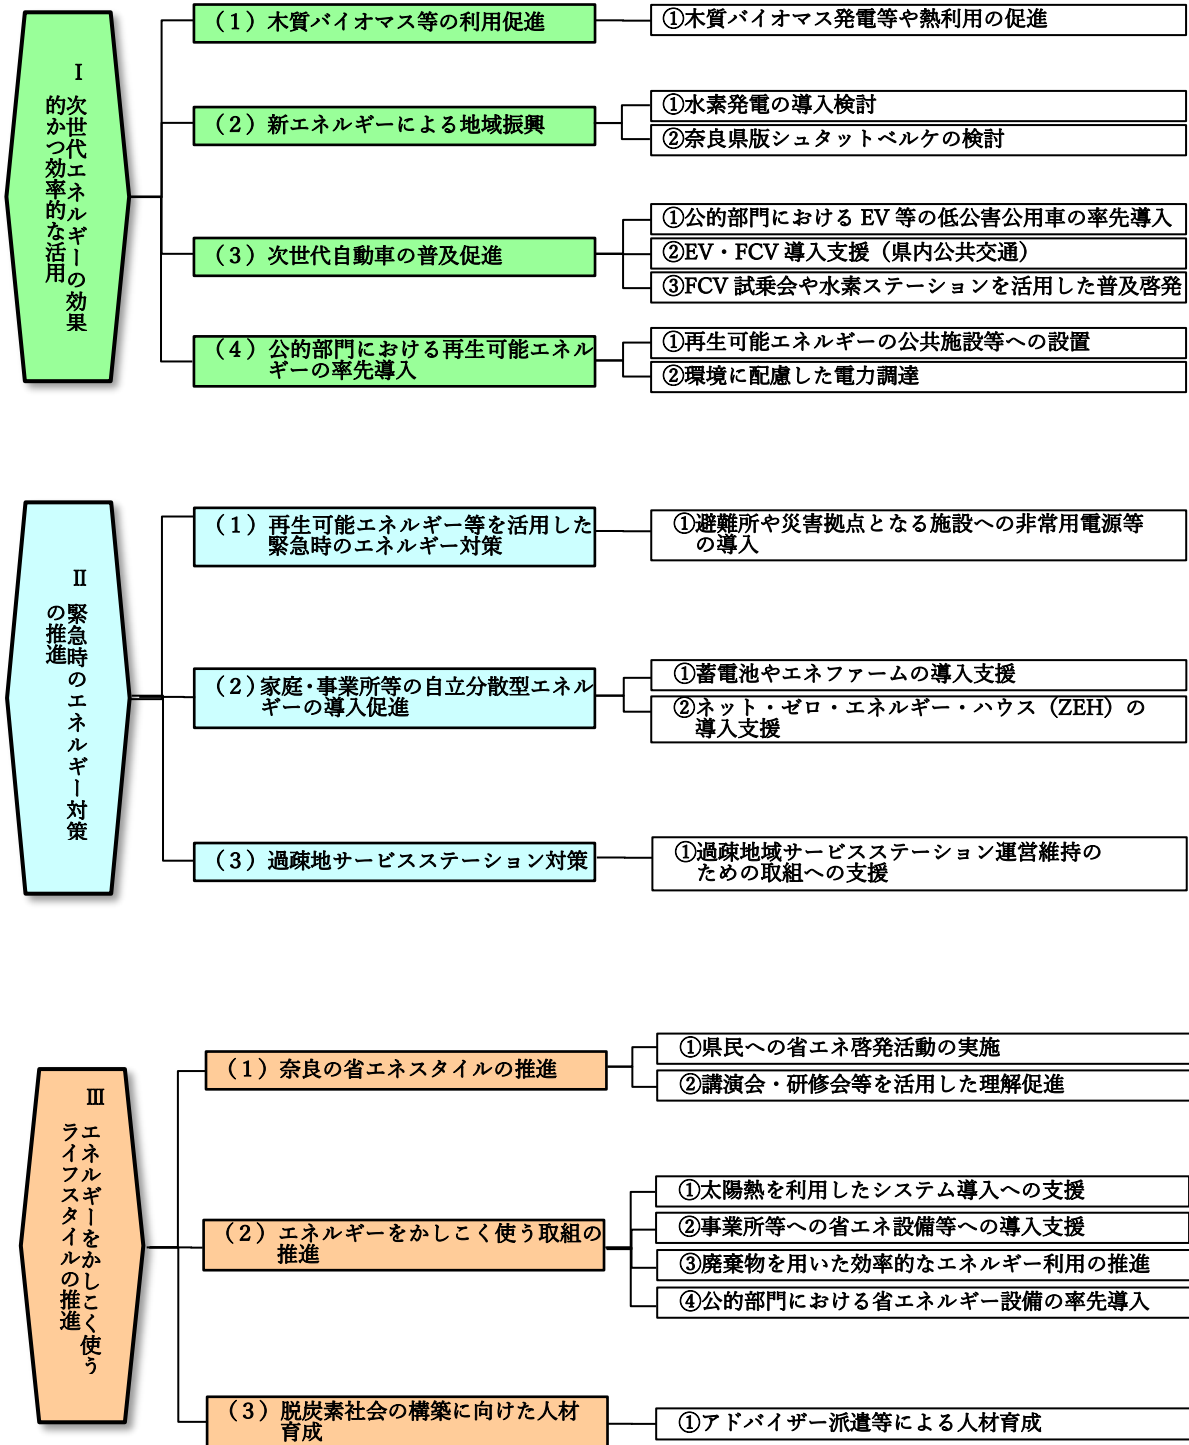 Ⅰ
次世代エネルギーの効果
的かつ効率的な活用
（１）木質バイオマス等の利用促進
①木質バイオマス発電等や熱利用の促進
（２）新エネルギーによる地域振興
①水素発電の導入検討
②奈良県版シュタットベルケの検討
（３）次世代自動車の普及促進
①公的部門における EV 等の低公害公用車の率先導入
②EV・FCV 導入支援（県内公共交通）
③FCV 試乗会や水素ステーションを活用した普及啓発
（４）公的部門における再生可能エネル
ギーの率先導入
①再生可能エネルギーの公共施設等への設置
②環境に配慮した電力調達
Ⅱ
緊急時のエネルギー対策
の推進
（１）再生可能エネルギー等を活用した
緊急時のエネルギー対策
①避難所や災害拠点となる施設への非常用電源等
の導入
（２）家庭・事業所等の自立分散型エネル
ギーの導入促進
①蓄電池やエネファームの導入支援
②ネット・ゼロ・エネルギー・ハウス（ZEH）の
導入支援
（３）過疎地サービスステーション対策
①過疎地域サービスステーション運営維持の
ための取組への支援
Ⅲ
エネルギーをかしこく使う
ライフスタイルの推進
（１）奈良の省エネスタイルの推進
①県民への省エネ啓発活動の実施
②講演会・研修会等を活用した理解促進
（２）エネルギーをかしこく使う取組の
推進
①太陽熱を利用したシステム導入への支援
②事業所等への省エネ設備等への導入支援
③廃棄物を用いた効率的なエネルギー利用の推進
④公的部門における省エネルギー設備の率先導入
（３）脱炭素社会の構築に向けた人材
育成
①アドバイザー派遣等による人材育成